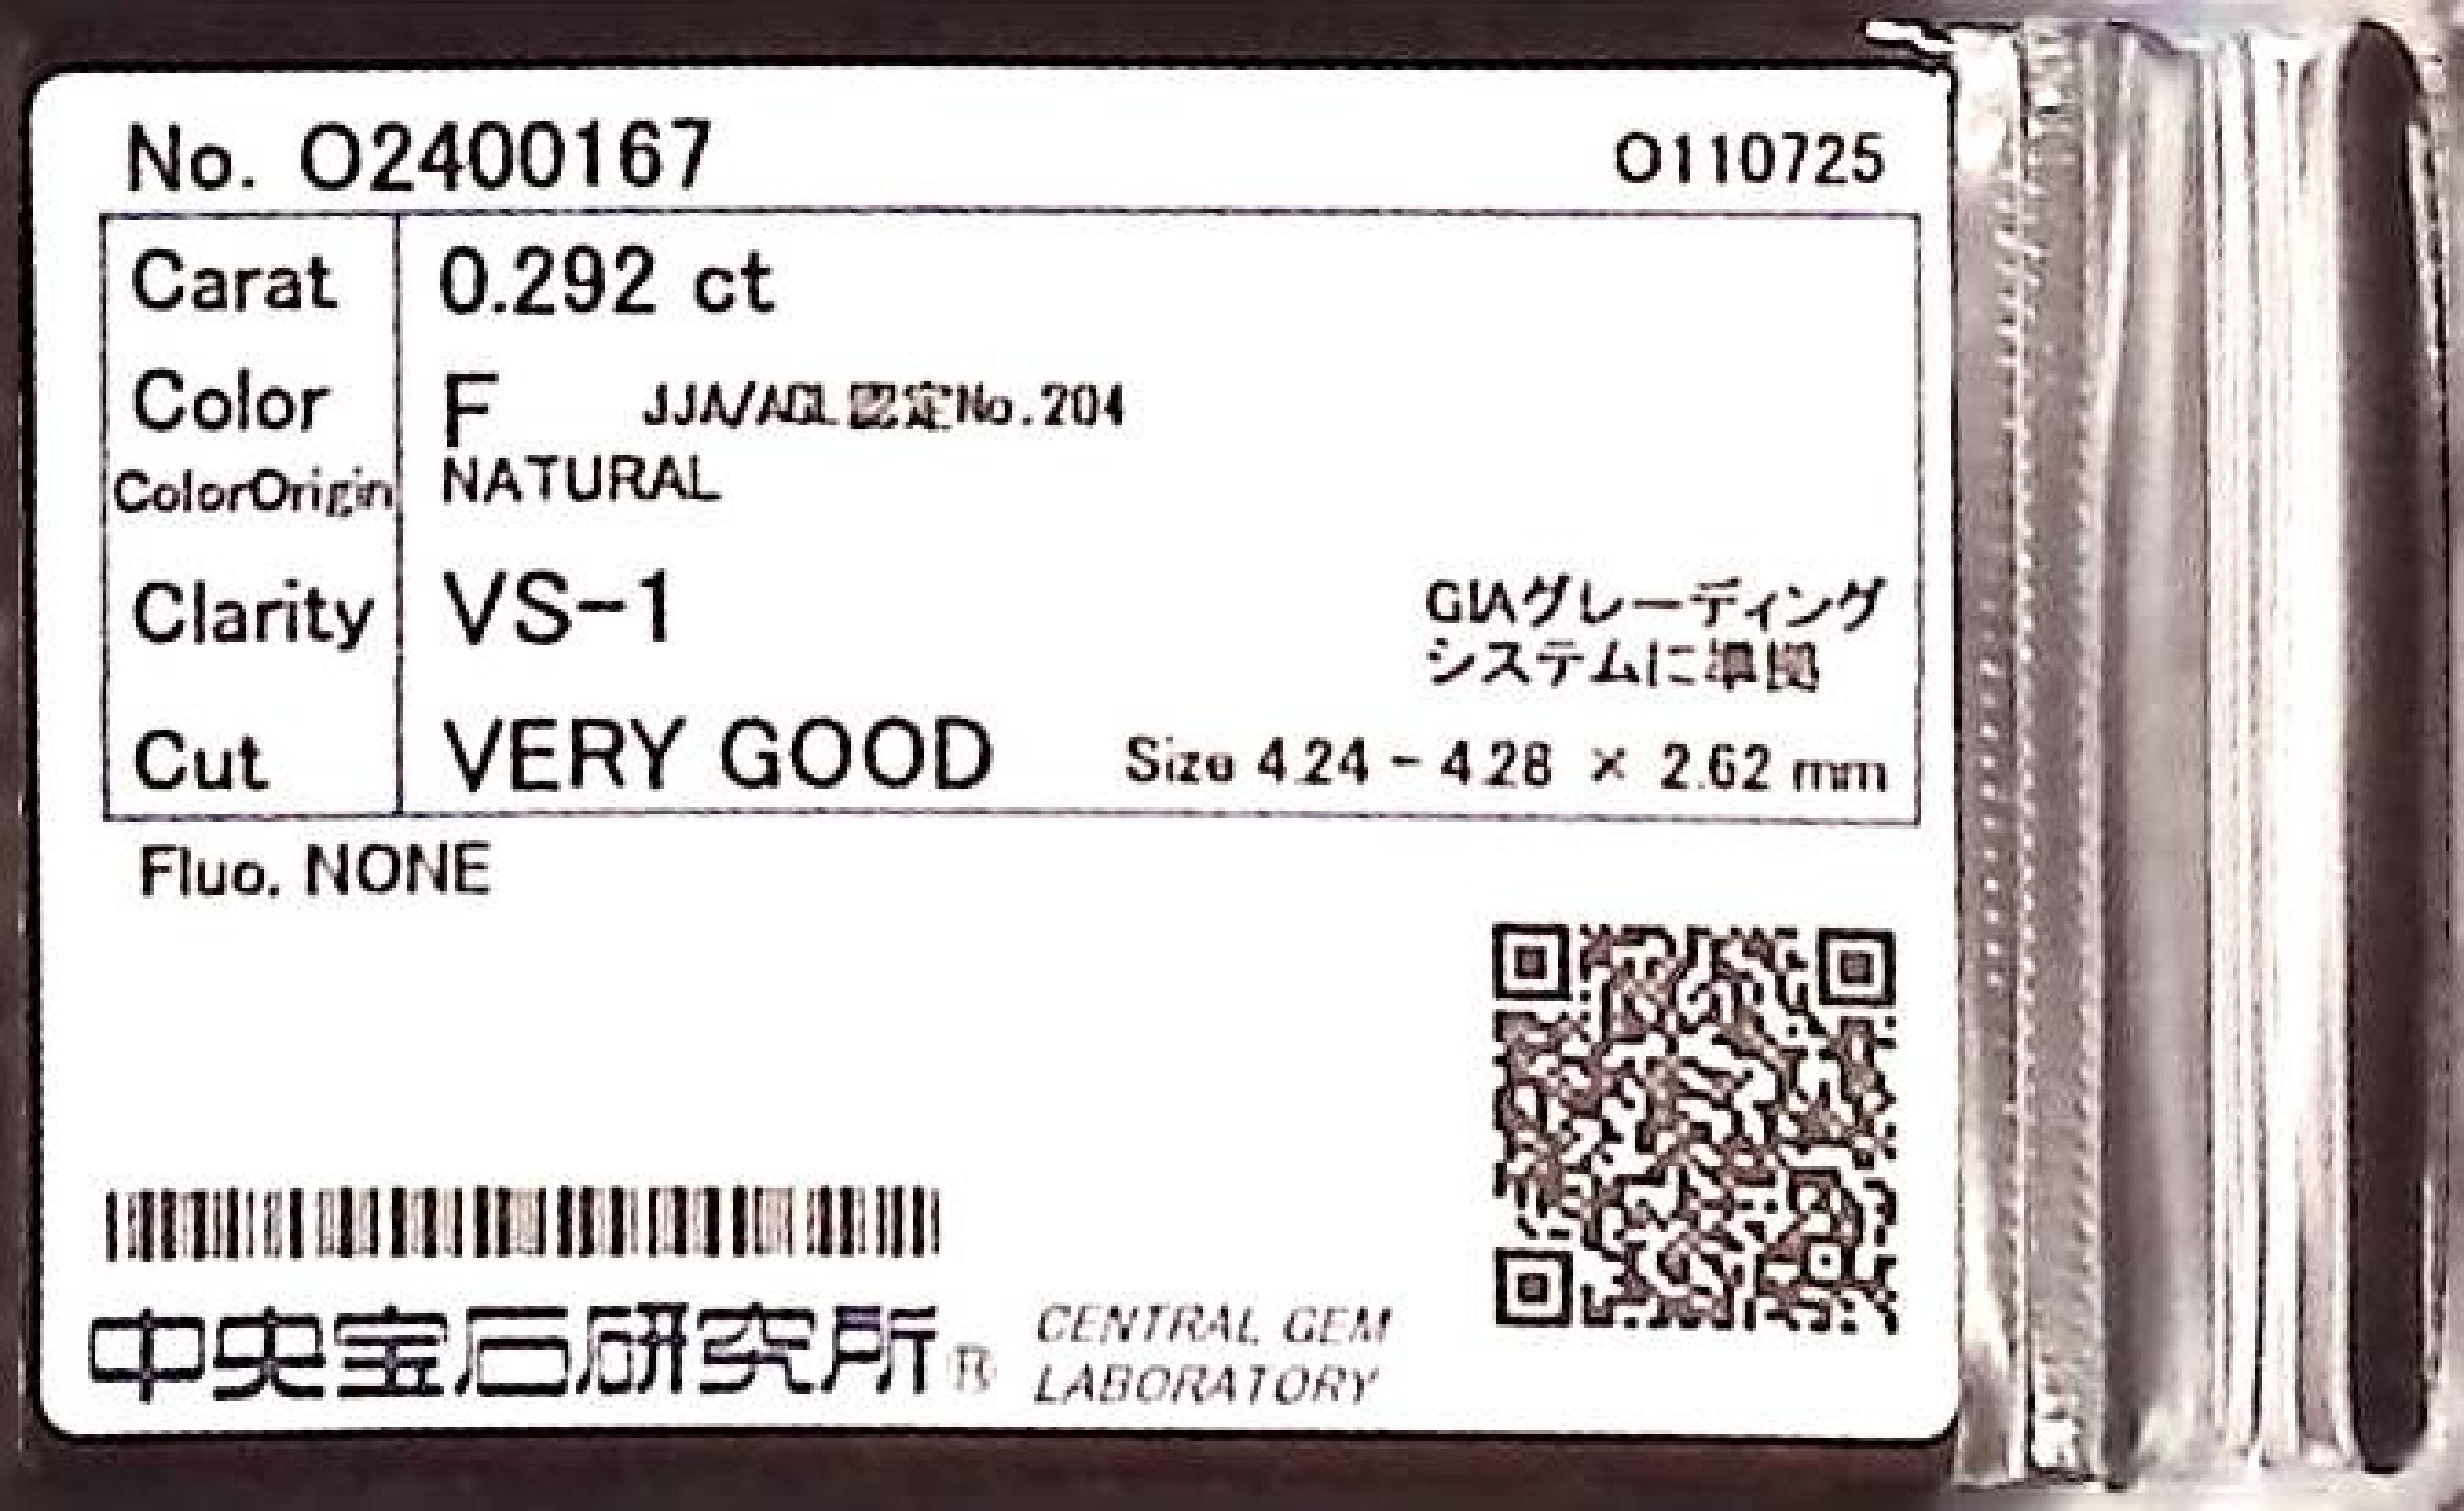 No. O2400167 O110725
Carat 0.292 ct
Color F JJA/AGL認定No.204
ColorOrigin NATURAL
Clarity VS-1 GIAグレーディング
システムに準拠
Cut VERY GOOD Size 4.24 - 4.28 × 2.62 mm
Fluo. NONE
中央宝石研究所® CENTRAL GEM
LABORATORY